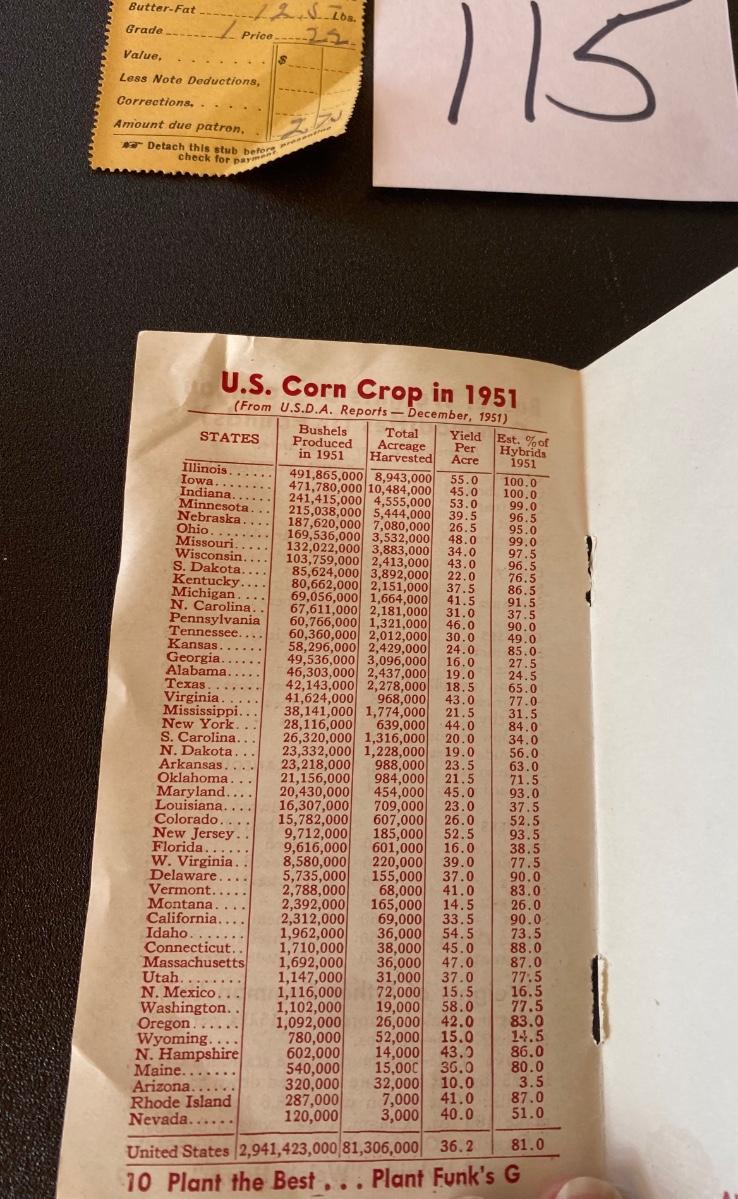 Butter-Fat 12.5 Lbs.
Grade 1 Price 22
Value, $
Less Note Deductions,
Corrections,
Amount due patron, 2 70
☞ Detach this stub before presenting
check for payment
115
U.S. Corn Crop in 1951
(From U.S.D.A. Reports — December, 1951)
STATES | Bushels Produced in 1951 | Total Acreage Harvested | Yield Per Acre | Est. % of Hybrids 1951
Illinois...... 491,865,000 8,943,000 55.0 100.0
Iowa......... 471,780,000 10,484,000 45.0 100.0
Indiana...... 241,415,000 4,555,000 53.0 99.0
Minnesota... 215,038,000 5,444,000 39.5 96.5
Nebraska.... 187,620,000 7,080,000 26.5 95.0
Ohio........ 169,536,000 3,532,000 48.0 99.0
Missouri..... 132,022,000 3,883,000 34.0 97.5
Wisconsin.... 103,759,000 2,413,000 43.0 96.5
S. Dakota.... 85,624,000 3,892,000 22.0 76.5
Kentucky.... 80,662,000 2,151,000 37.5 86.5
Michigan.... 69,056,000 1,664,000 41.5 91.5
N. Carolina.. 67,611,000 2,181,000 31.0 37.5
Pennsylvania 60,766,000 1,321,000 46.0 90.0
Tennessee.... 60,360,000 2,012,000 30.0 49.0
Kansas...... 58,296,000 2,429,000 24.0 85.0
Georgia...... 49,536,000 3,096,000 16.0 27.5
Alabama..... 46,303,000 2,437,000 19.0 24.5
Texas....... 42,143,000 2,278,000 18.5 65.0
Virginia..... 41,624,000 968,000 43.0 77.0
Mississippi... 38,141,000 1,774,000 21.5 31.5
New York... 28,116,000 639,000 44.0 84.0
S. Carolina... 26,320,000 1,316,000 20.0 34.0
N. Dakota... 23,332,000 1,228,000 19.0 56.0
Arkansas.... 23,218,000 988,000 23.5 63.0
Oklahoma... 21,156,000 984,000 21.5 71.5
Maryland.... 20,430,000 454,000 45.0 93.0
Louisiana.... 16,307,000 709,000 23.0 37.5
Colorado.... 15,782,000 607,000 26.0 52.5
New Jersey.. 9,712,000 185,000 52.5 93.5
Florida...... 9,616,000 601,000 16.0 38.5
W. Virginia.. 8,580,000 220,000 39.0 77.5
Delaware.... 5,735,000 155,000 37.0 90.0
Vermont..... 2,788,000 68,000 41.0 83.0
Montana.... 2,392,000 165,000 14.5 26.0
California.... 2,312,000 69,000 33.5 90.0
Idaho....... 1,962,000 36,000 54.5 73.5
Connecticut.. 1,710,000 38,000 45.0 88.0
Massachusetts 1,692,000 36,000 47.0 87.0
Utah........ 1,147,000 31,000 37.0 77.5
N. Mexico... 1,116,000 72,000 15.5 16.5
Washington.. 1,102,000 19,000 58.0 77.5
Oregon...... 1,092,000 26,000 42.0 83.0
Wyoming.... 780,000 52,000 15.0 14.5
N. Hampshire 602,000 14,000 43.0 86.0
Maine....... 540,000 15,000 36.0 80.0
Arizona...... 320,000 32,000 10.0 3.5
Rhode Island 287,000 7,000 41.0 87.0
Nevada...... 120,000 3,000 40.0 51.0
United States 2,941,423,000 81,306,000 36.2 81.0
10 Plant the Best . . . Plant Funk's G